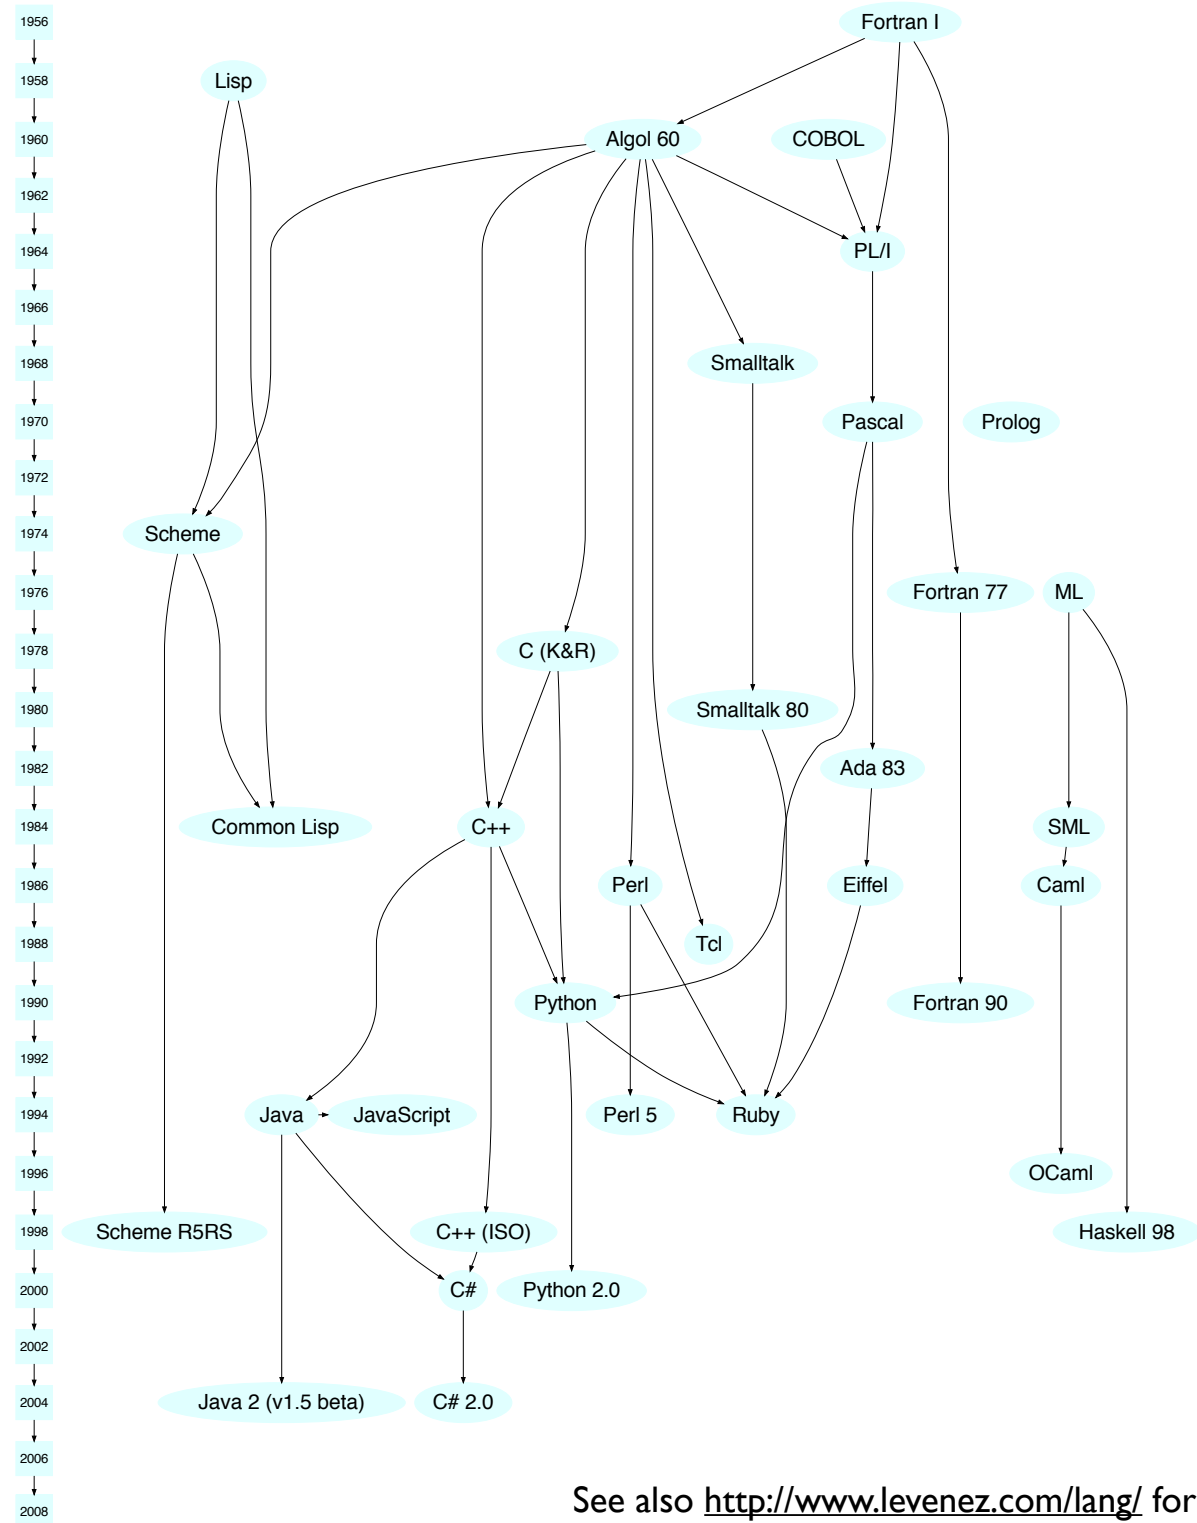 1956
Fortran I
1958
Lisp
1960
Algol 60
COBOL
1962
1964
PL/I
1966
1968
Smalltalk
1970
Pascal
Prolog
1972
1974
Scheme
1976
Fortran 77
ML
1978
C (K&R)
1980
Smalltalk 80
1982
Ada 83
1984
Common Lisp
C++
SML
1986
Perl
Eiffel
Caml
1988
Tcl
1990
Python
Fortran 90
1992
1994
Java
JavaScript
Perl 5
Ruby
1996
OCaml
1998
Scheme R5RS
C++ (ISO)
Haskell 98
2000
C#
Python 2.0
2002
2004
Java 2 (v1.5 beta)
C# 2.0
2006
2008
See also http://www.levenez.com/lang/ for